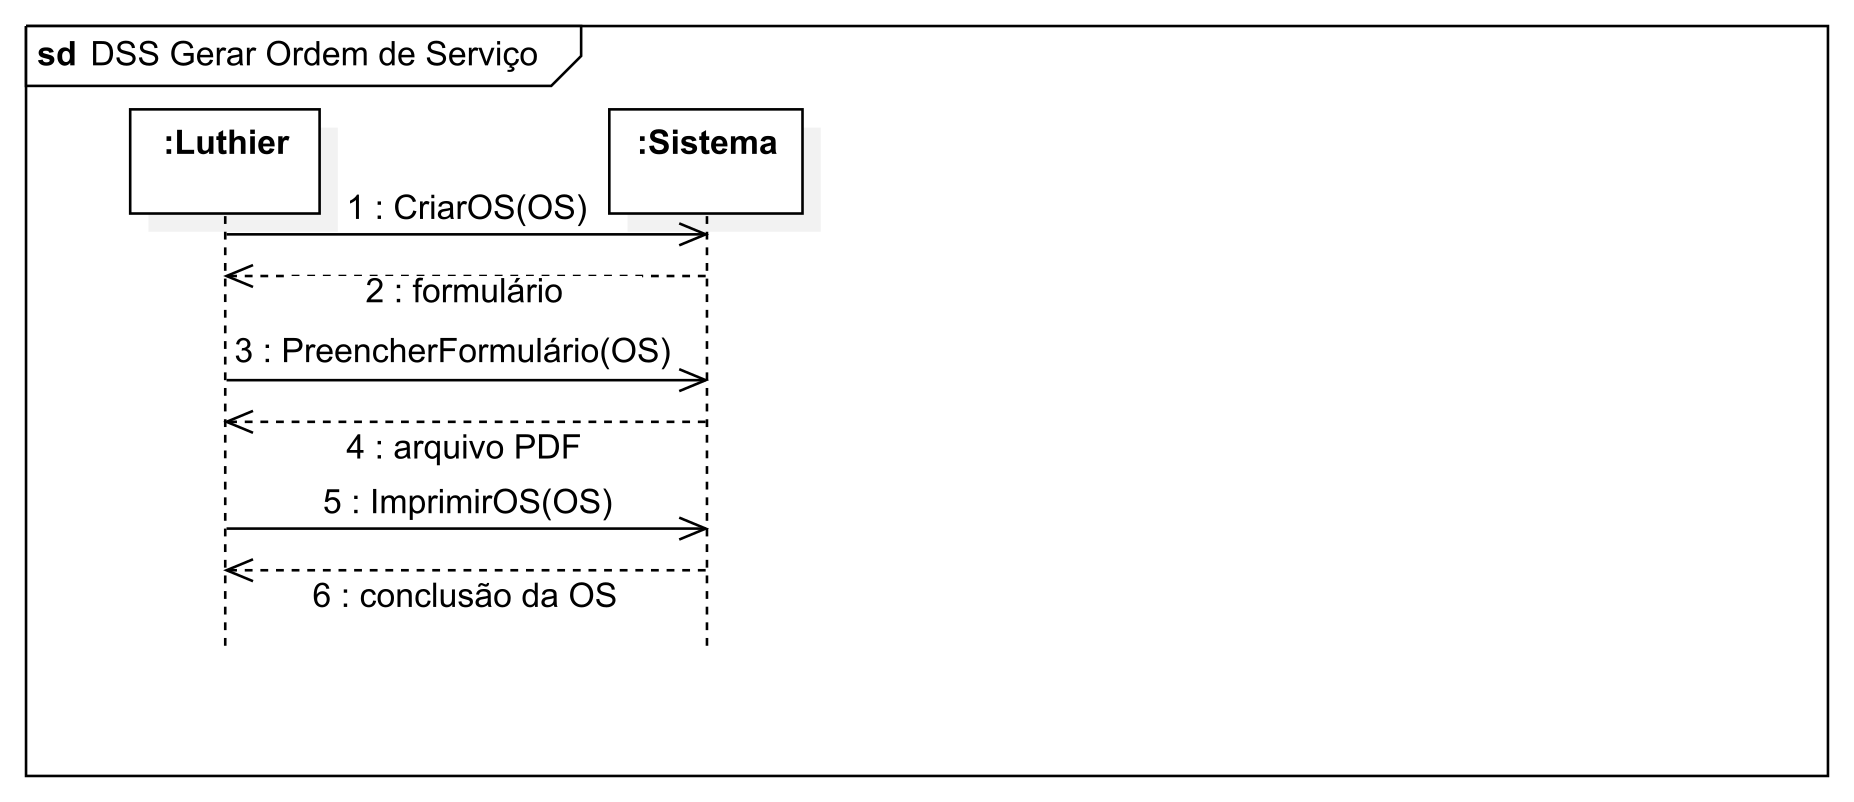 sd DSS Gerar Ordem de Serviço
:Luthier
:Sistema
1 : CriarOS(OS)
2 : formulário
3 : PreencherFormulário(OS)
4 : arquivo PDF
5 : ImprimirOS(OS)
6 : conclusão da OS